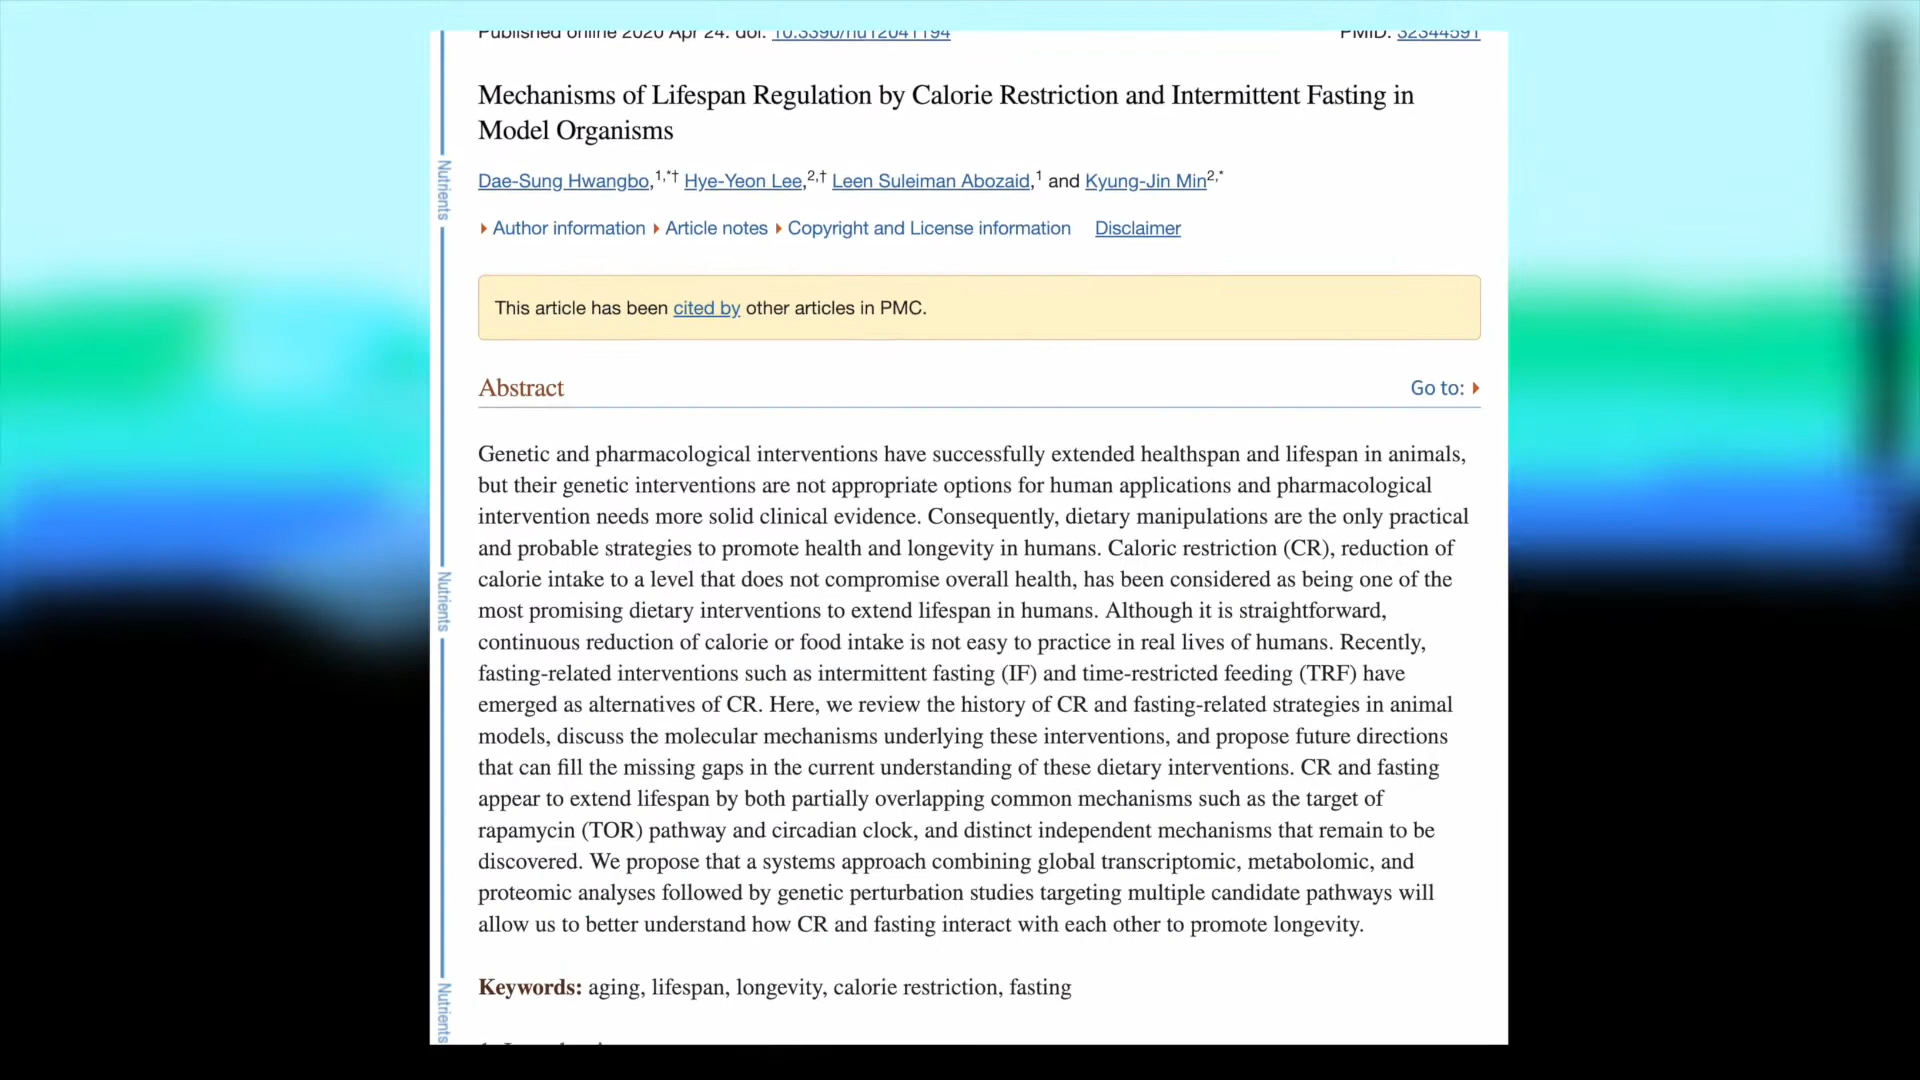 Published online 2020 Apr 24. doi: 10.3390/nu12041194
PMID: 32344591
Mechanisms of Lifespan Regulation by Calorie Restriction and Intermittent Fasting in
Model Organisms
Dae-Sung Hwangbo,1,*† Hye-Yeon Lee,2,† Leen Suleiman Abozaid,1 and Kyung-Jin Min2,*
Author information Article notes Copyright and License information Disclaimer
This article has been cited by other articles in PMC.
Abstract
Go to:
Genetic and pharmacological interventions have successfully extended healthspan and lifespan in animals,
but their genetic interventions are not appropriate options for human applications and pharmacological
intervention needs more solid clinical evidence. Consequently, dietary manipulations are the only practical
and probable strategies to promote health and longevity in humans. Caloric restriction (CR), reduction of
calorie intake to a level that does not compromise overall health, has been considered as being one of the
most promising dietary interventions to extend lifespan in humans. Although it is straightforward,
continuous reduction of calorie or food intake is not easy to practice in real lives of humans. Recently,
fasting-related interventions such as intermittent fasting (IF) and time-restricted feeding (TRF) have
emerged as alternatives of CR. Here, we review the history of CR and fasting-related strategies in animal
models, discuss the molecular mechanisms underlying these interventions, and propose future directions
that can fill the missing gaps in the current understanding of these dietary interventions. CR and fasting
appear to extend lifespan by both partially overlapping common mechanisms such as the target of
rapamycin (TOR) pathway and circadian clock, and distinct independent mechanisms that remain to be
discovered. We propose that a systems approach combining global transcriptomic, metabolomic, and
proteomic analyses followed by genetic perturbation studies targeting multiple candidate pathways will
allow us to better understand how CR and fasting interact with each other to promote longevity.
Keywords: aging, lifespan, longevity, calorie restriction, fasting
Nutrients
Nutrients
Nutrients